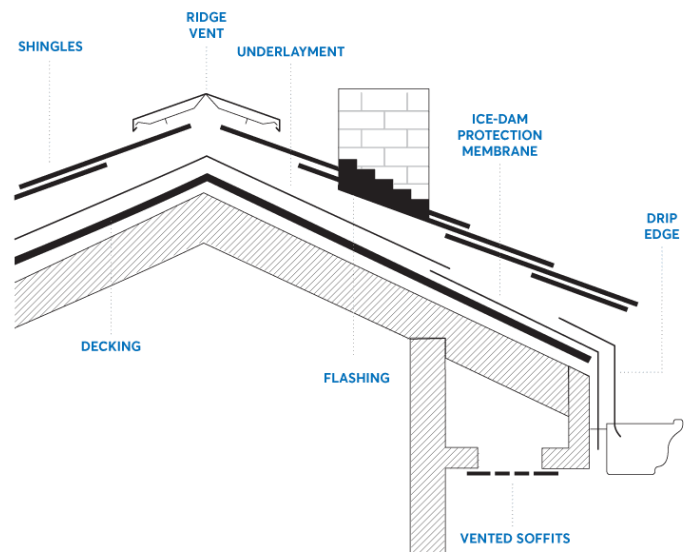 RIDGE
VENT
SHINGLES
UNDERLAYMENT
ICE-DAM
PROTECTION
MEMBRANE
DRIP
EDGE
DECKING
FLASHING
VENTED SOFFITS